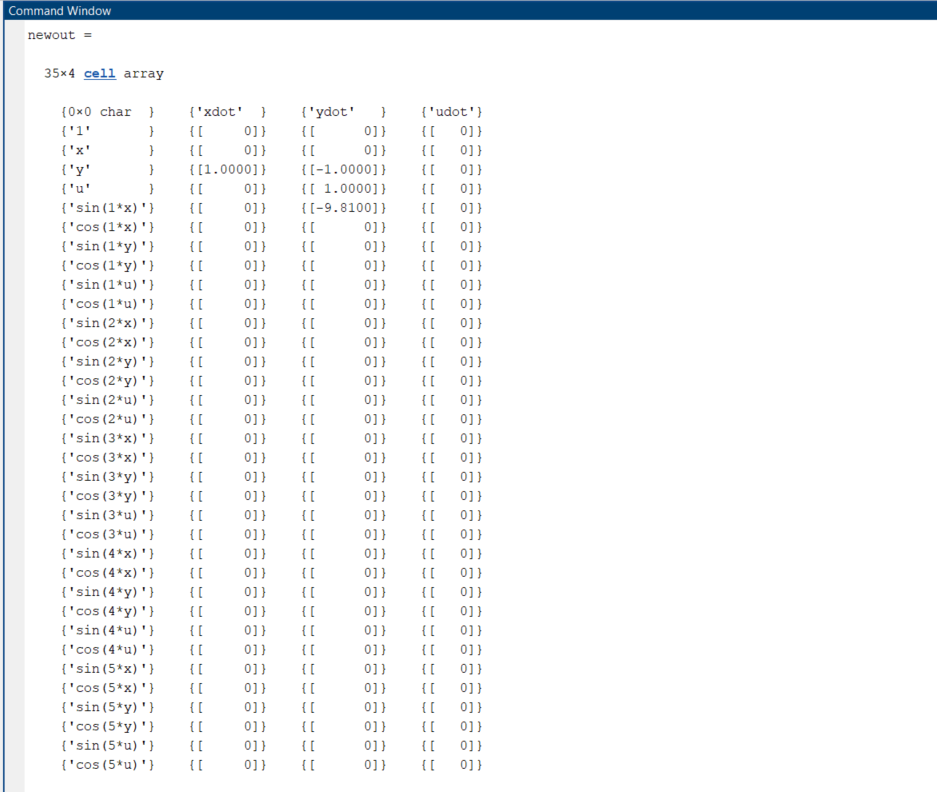 Command Window
newout =
35×4 cell array
{0×0 char  }    {'xdot'  }    {'ydot'   }    {'udot'}
{'1'       }    {[     0]}    {[      0]}    {[   0]}
{'x'       }    {[     0]}    {[      0]}    {[   0]}
{'y'       }    {[1.0000]}    {[-1.0000]}    {[   0]}
{'u'       }    {[     0]}    {[ 1.0000]}    {[   0]}
{'sin(1*x)'}    {[     0]}    {[-9.8100]}    {[   0]}
{'cos(1*x)'}    {[     0]}    {[      0]}    {[   0]}
{'sin(1*y)'}    {[     0]}    {[      0]}    {[   0]}
{'cos(1*y)'}    {[     0]}    {[      0]}    {[   0]}
{'sin(1*u)'}    {[     0]}    {[      0]}    {[   0]}
{'cos(1*u)'}    {[     0]}    {[      0]}    {[   0]}
{'sin(2*x)'}    {[     0]}    {[      0]}    {[   0]}
{'cos(2*x)'}    {[     0]}    {[      0]}    {[   0]}
{'sin(2*y)'}    {[     0]}    {[      0]}    {[   0]}
{'cos(2*y)'}    {[     0]}    {[      0]}    {[   0]}
{'sin(2*u)'}    {[     0]}    {[      0]}    {[   0]}
{'cos(2*u)'}    {[     0]}    {[      0]}    {[   0]}
{'sin(3*x)'}    {[     0]}    {[      0]}    {[   0]}
{'cos(3*x)'}    {[     0]}    {[      0]}    {[   0]}
{'sin(3*y)'}    {[     0]}    {[      0]}    {[   0]}
{'cos(3*y)'}    {[     0]}    {[      0]}    {[   0]}
{'sin(3*u)'}    {[     0]}    {[      0]}    {[   0]}
{'cos(3*u)'}    {[     0]}    {[      0]}    {[   0]}
{'sin(4*x)'}    {[     0]}    {[      0]}    {[   0]}
{'cos(4*x)'}    {[     0]}    {[      0]}    {[   0]}
{'sin(4*y)'}    {[     0]}    {[      0]}    {[   0]}
{'cos(4*y)'}    {[     0]}    {[      0]}    {[   0]}
{'sin(4*u)'}    {[     0]}    {[      0]}    {[   0]}
{'cos(4*u)'}    {[     0]}    {[      0]}    {[   0]}
{'sin(5*x)'}    {[     0]}    {[      0]}    {[   0]}
{'cos(5*x)'}    {[     0]}    {[      0]}    {[   0]}
{'sin(5*y)'}    {[     0]}    {[      0]}    {[   0]}
{'cos(5*y)'}    {[     0]}    {[      0]}    {[   0]}
{'sin(5*u)'}    {[     0]}    {[      0]}    {[   0]}
{'cos(5*u)'}    {[     0]}    {[      0]}    {[   0]}